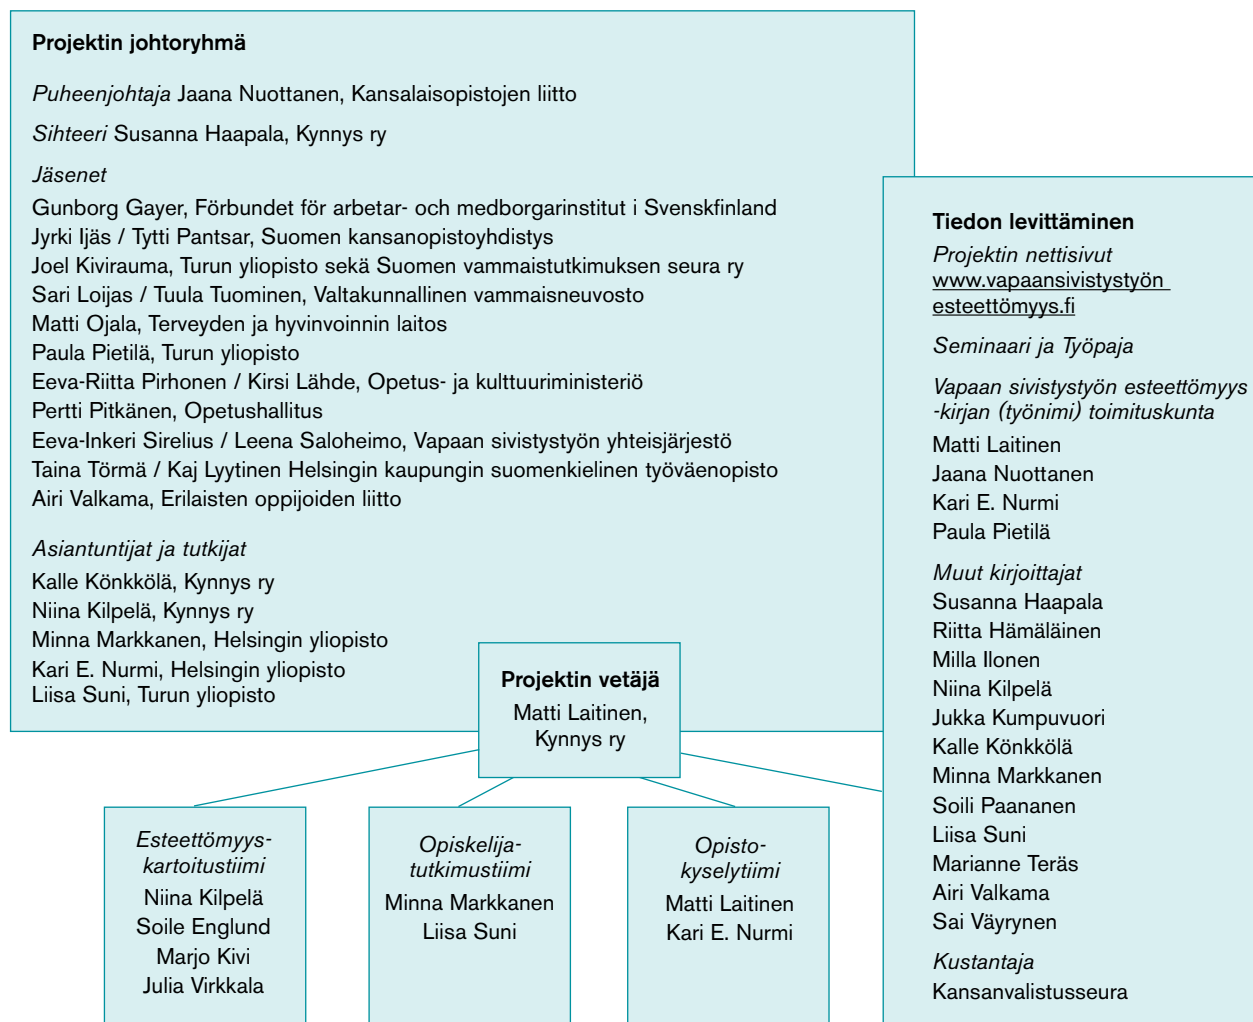 Projektin johtoryhmä
Puheenjohtaja Jaana Nuottanen, Kansalaisopistojen liitto
Sihteeri Susanna Haapala, Kynnys ry
Jäsenet
Gunborg Gayer, Förbundet för arbetar- och medborgarinstitut i Svenskfinland
Jyrki Ijäs / Tytti Pantsar, Suomen kansanopistoyhdistys
Joel Kivirauma, Turun yliopisto sekä Suomen vammaistutkimuksen seura ry
Sari Loijas / Tuula Tuominen, Valtakunnallinen vammaisneuvosto
Matti Ojala, Terveyden ja hyvinvoinnin laitos
Paula Pietilä, Turun yliopisto
Eeva-Riitta Pirhonen / Kirsi Lähde, Opetus- ja kulttuuriministeriö
Pertti Pitkänen, Opetushallitus
Eeva-Inkeri Sirelius / Leena Saloheimo, Vapaan sivistystyön yhteisjärjestö
Taina Törmä / Kaj Lyytinen Helsingin kaupungin suomenkielinen työväenopisto
Airi Valkama, Erilaisten oppijoiden liitto
Asiantuntijat ja tutkijat
Kalle Könkkölä, Kynnys ry
Niina Kilpelä, Kynnys ry
Minna Markkanen, Helsingin yliopisto
Kari E. Nurmi, Helsingin yliopisto
Liisa Suni, Turun yliopisto
Projektin vetäjä
Matti Laitinen,
Kynnys ry
Esteettömyys-
kartoitustiimi
Niina Kilpelä
Soile Englund
Marjo Kivi
Julia Virkkala
Opiskelija-
tutkimustiimi
Minna Markkanen
Liisa Suni
Opisto-
kyselytiimi
Matti Laitinen
Kari E. Nurmi
Tiedon levittäminen
Projektin nettisivut
www.vapaansivistystyön
esteettömyys.fi
Seminaari ja Työpaja
Vapaan sivistystyön esteettömyys
-kirjan (työnimi) toimituskunta
Matti Laitinen
Jaana Nuottanen
Kari E. Nurmi
Paula Pietilä
Muut kirjoittajat
Susanna Haapala
Riitta Hämäläinen
Milla Ilonen
Niina Kilpelä
Jukka Kumpuvuori
Kalle Könkkölä
Minna Markkanen
Soili Paananen
Liisa Suni
Marianne Teräs
Airi Valkama
Sai Väyrynen
Kustantaja
Kansanvalistusseura